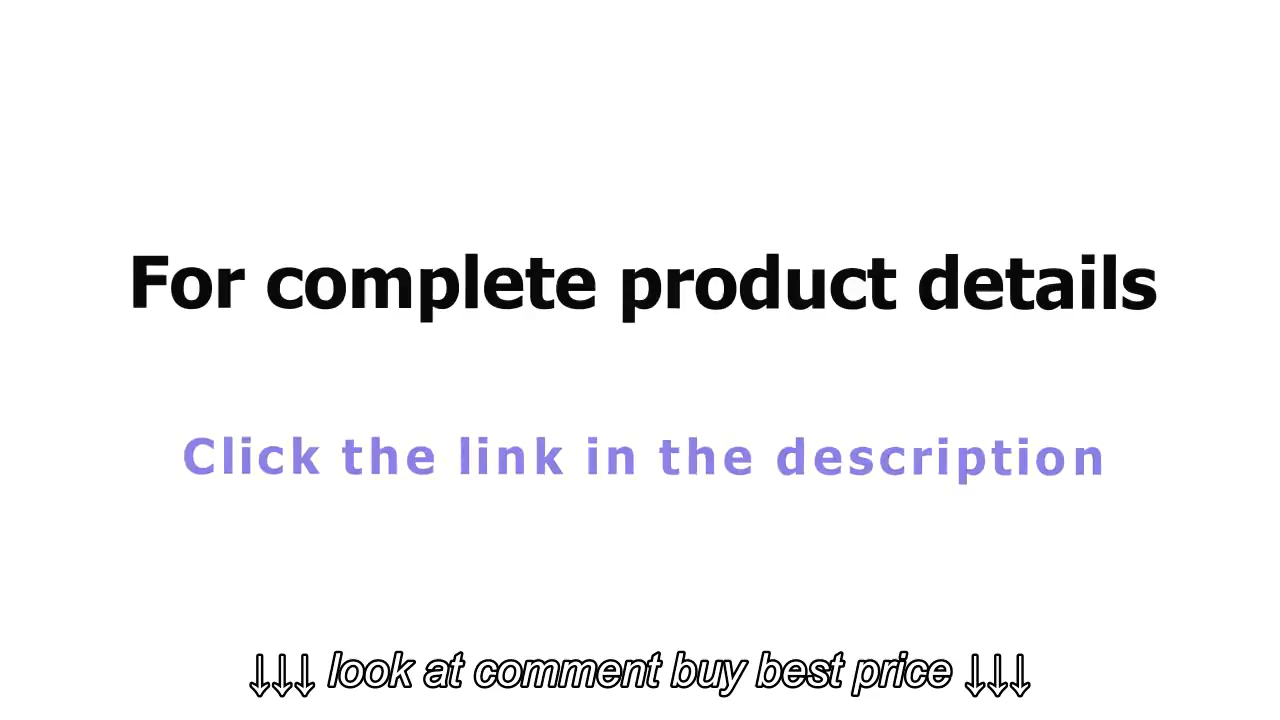 For complete product details
Click the link in the description
↓↓↓ look at comment buy best price ↓↓↓